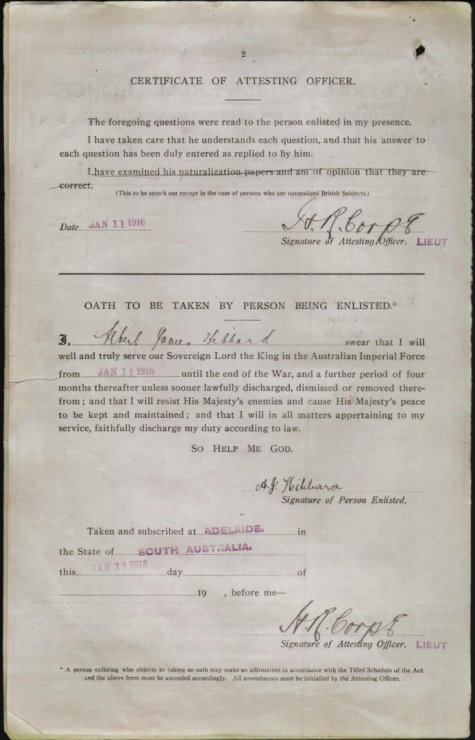 2
CERTIFICATE OF ATTESTING OFFICER.
The foregoing questions were read to the person enlisted in my presence.
I have taken care that he understands each question, and that his answer to
each question has been duly entered as replied to by him.
I have examined his naturalization papers and am of opinion that they are
correct.
(This to be struck out except in the case of persons who are naturalized British Subjects.)
Date JAN 11 1916 H. R. Corpe
Signature of Attesting Officer. LIEUT
OATH TO BE TAKEN BY PERSON BEING ENLISTED.*
I, Albert James Hibbard swear that I will
well and truly serve our Sovereign Lord the King in the Australian Imperial Force
from JAN 11 1916 until the end of the War, and a further period of four
months thereafter unless sooner lawfully discharged, dismissed or removed there-
from; and that I will resist His Majesty's enemies and cause His Majesty's peace
to be kept and maintained; and that I will in all matters appertaining to my
service, faithfully discharge my duty according to law.
SO HELP ME GOD.
A.J. Hibbard
Signature of Person Enlisted.
Taken and subscribed at ADELAIDE. in
the State of SOUTH AUSTRALIA.
this JAN 11 1916 day of
19 , before me—
H. R. Corpe
Signature of Attesting Officer. LIEUT
* A person enlisting who objects to taking an oath may make an affirmation in accordance with the Third Schedule of the Act
and the above form must be amended accordingly. All amendments must be initialled by the Attesting Officer.